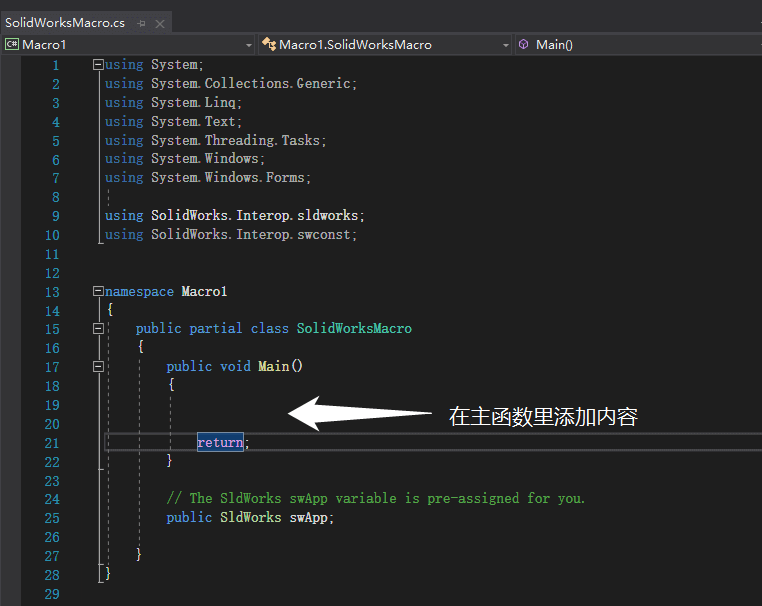 SolidWorksMacro.cs
C# Macro1 Macro1.SolidWorksMacro Main()
1 using System;
2 using System.Collections.Generic;
3 using System.Linq;
4 using System.Text;
5 using System.Threading.Tasks;
6 using System.Windows;
7 using System.Windows.Forms;
8
9 using SolidWorks.Interop.sldworks;
10 using SolidWorks.Interop.swconst;
11
12
13 namespace Macro1
14 {
15 public partial class SolidWorksMacro
16 {
17 public void Main()
18 {
19
20 在主函数里添加内容
21 return;
22 }
23
24 // The SldWorks swApp variable is pre-assigned for you.
25 public SldWorks swApp;
26
27 }
28 }
29